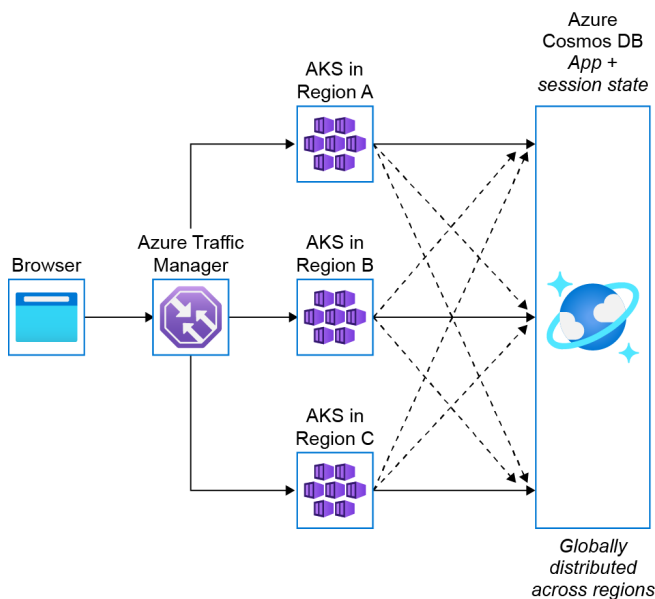 Browser
Azure Traffic
Manager
AKS in
Region A
AKS in
Region B
AKS in
Region C
Azure
Cosmos DB
App +
session state
Globally
distributed
across regions